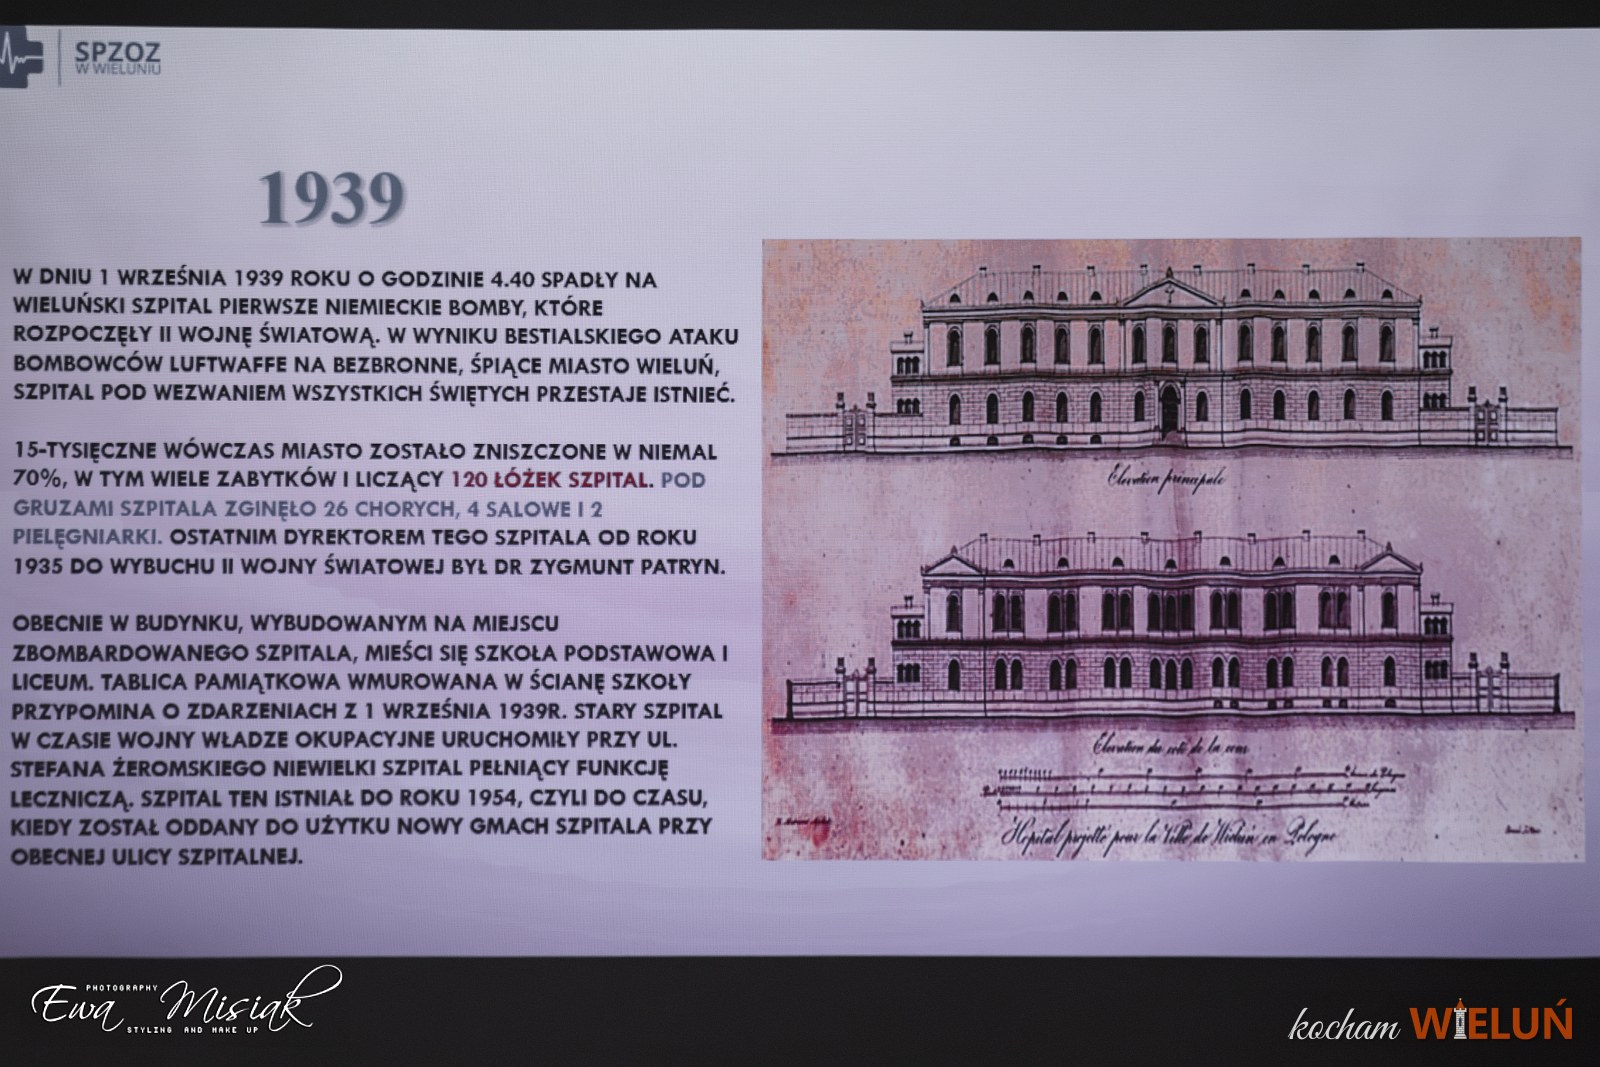 SPZOZ
W WIELUNIU
1939
W DNIU 1 WRZEŚNIA 1939 ROKU O GODZINIE 4.40 SPADŁY NA
WIELUŃSKI SZPITAL PIERWSZE NIEMIECKIE BOMBY, KTÓRE
ROZPOCZĘŁY II WOJNĘ ŚWIATOWĄ. W WYNIKU BESTIALSKIEGO ATAKU
BOMBOWCÓW LUFTWAFFE NA BEZBRONNE, ŚPIĄCE MIASTO WIELUŃ,
SZPITAL POD WEZWANIEM WSZYSTKICH ŚWIĘTYCH PRZESTAJE ISTNIEĆ.
15-TYSIĘCZNE WÓWCZAS MIASTO ZOSTAŁO ZNISZCZONE W NIEMAL
70%, W TYM WIELE ZABYTKÓW I LICZĄCY 120 ŁÓŻEK SZPITAL. POD
GRUZAMI SZPITALA ZGINĘŁO 26 CHORYCH, 4 SALOWE I 2
PIELĘGNIARKI. OSTATNIM DYREKTOREM TEGO SZPITALA OD ROKU
1935 DO WYBUCHU II WOJNY ŚWIATOWEJ BYŁ DR ZYGMUNT PATRYN.
OBECNIE W BUDYNKU, WYBUDOWANYM NA MIEJSCU
ZBOMBARDOWANEGO SZPITALA, MIEŚCI SIĘ SZKOŁA PODSTAWOWA I
LICEUM. TABLICA PAMIĄTKOWA WMUROWANA W ŚCIANĘ SZKOŁY
PRZYPOMINA O ZDARZENIACH Z 1 WRZEŚNIA 1939R. STARY SZPITAL
W CZASIE WOJNY WŁADZE OKUPACYJNE URUCHOMIŁY PRZY UL.
STEFANA ŻEROMSKIEGO NIEWIELKI SZPITAL PEŁNIĄCY FUNKCJĘ
LECZNICZĄ. SZPITAL TEN ISTNIAŁ DO ROKU 1954, CZYLI DO CZASU,
KIEDY ZOSTAŁ ODDANY DO UŻYTKU NOWY GMACH SZPITALA PRZY
OBECNEJ ULICY SZPITALNEJ.
Elevation principale
Elevation du coté de la cour
Hopital projetté pour la Ville de Wieluń en Pologne
PHOTOGRAPHY
Ewa Misiak
STYLING AND MAKE UP
kocham WIELUŃ